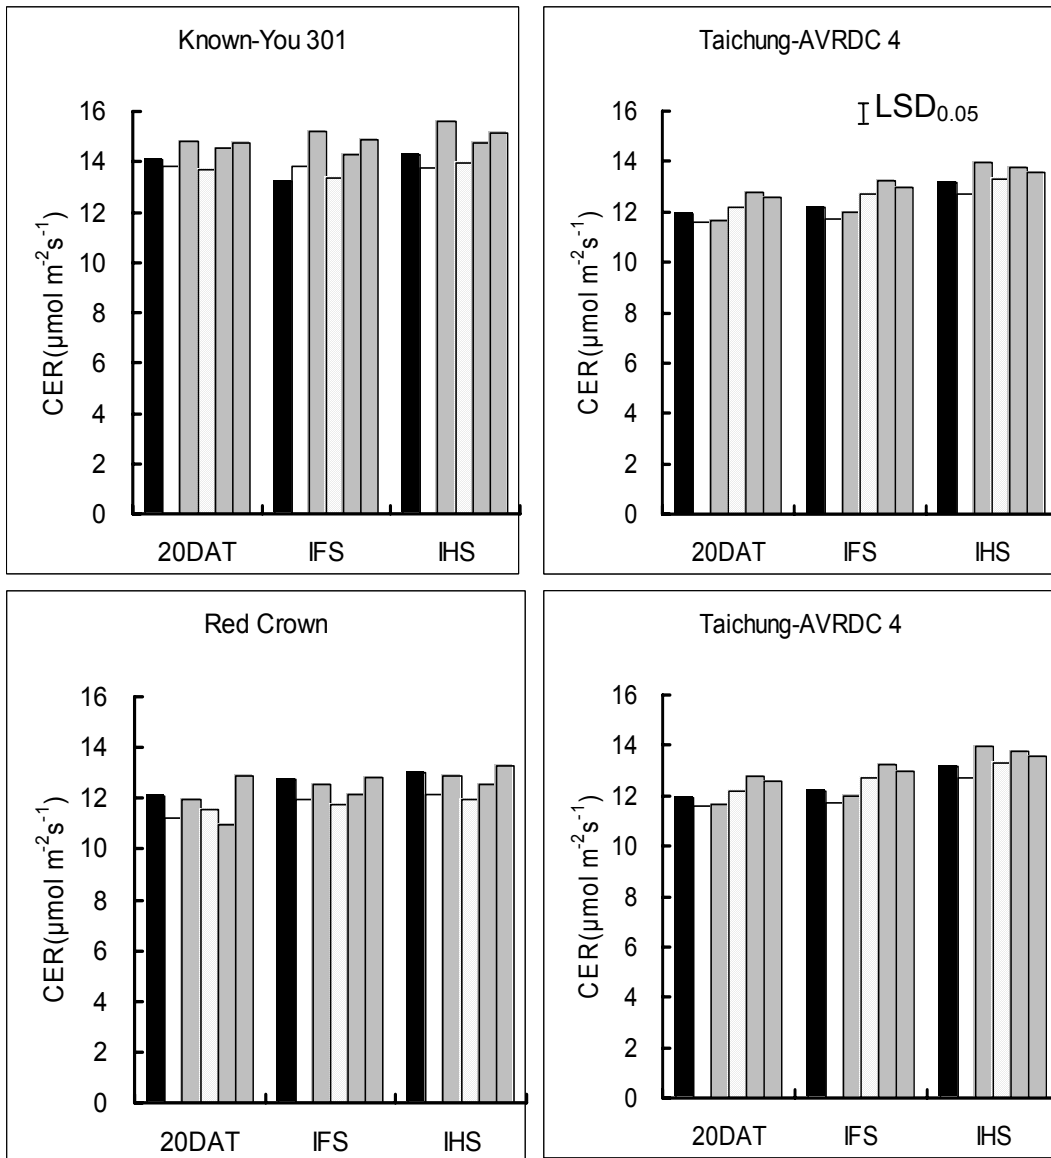 Known-You 301
16
14
12
10
8
6
4
2
0
CER(µmol m⁻²s⁻¹)
20DAT IFS IHS
Taichung-AVRDC 4
LSD₀.₀₅
16
14
12
10
8
6
4
2
0
CER(µmol m⁻²s⁻¹)
20DAT IFS IHS
Red Crown
16
14
12
10
8
6
4
2
0
CER(µmol m⁻²s⁻¹)
20DAT IFS IHS
Taichung-AVRDC 4
16
14
12
10
8
6
4
2
0
CER(µmol m⁻²s⁻¹)
20DAT IFS IHS